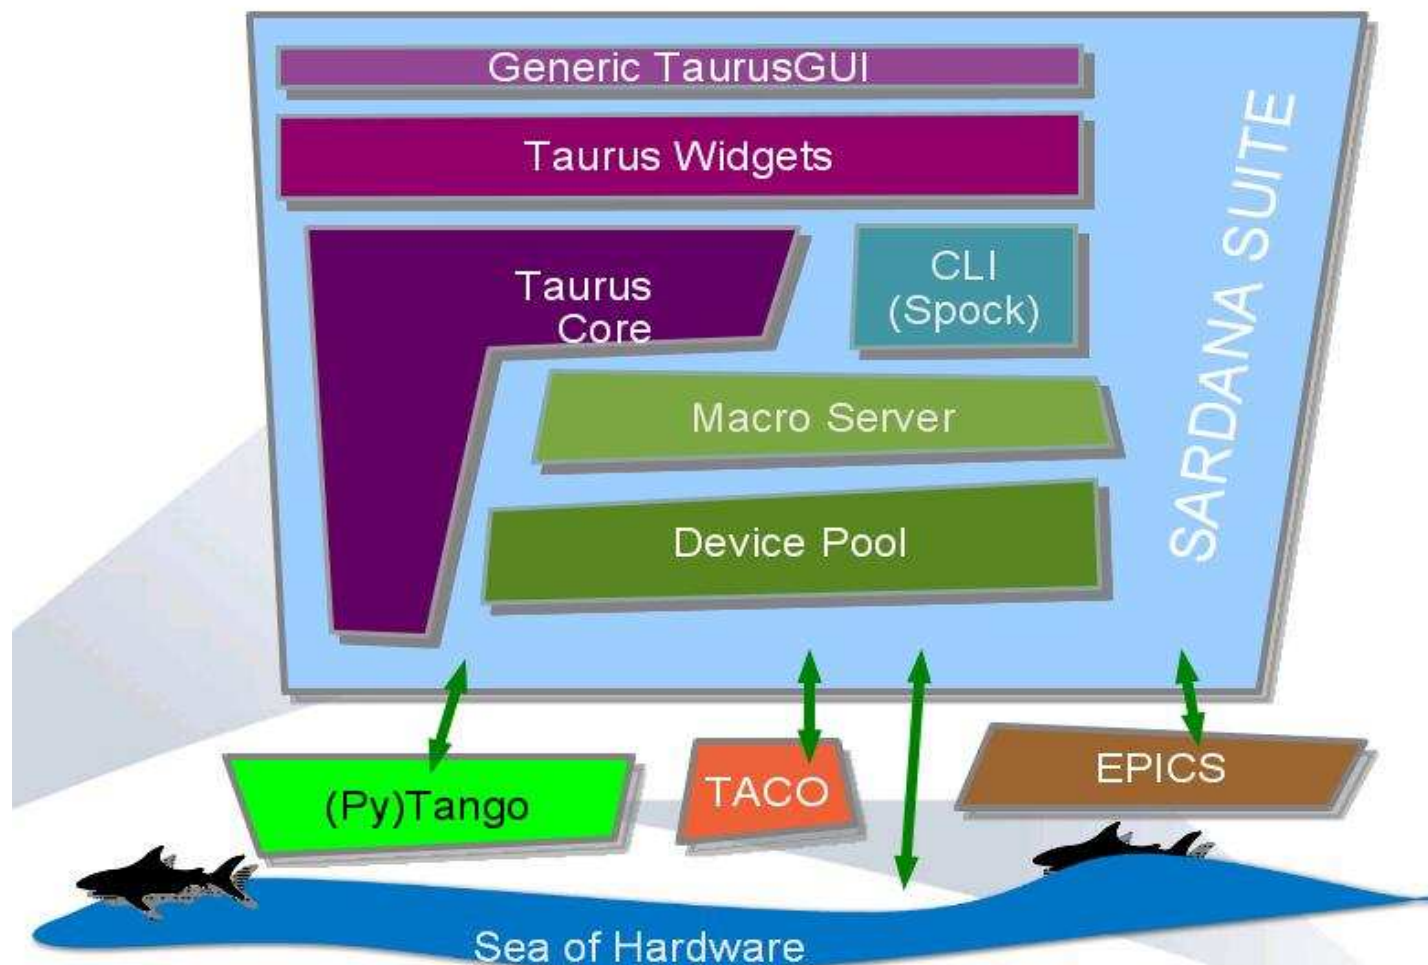 Generic TaurusGUI
Taurus Widgets
Taurus
Core
CLI
(Spock)
Macro Server
Device Pool
SARDANA SUITE
(Py)Tango
TACO
EPICS
Sea of Hardware